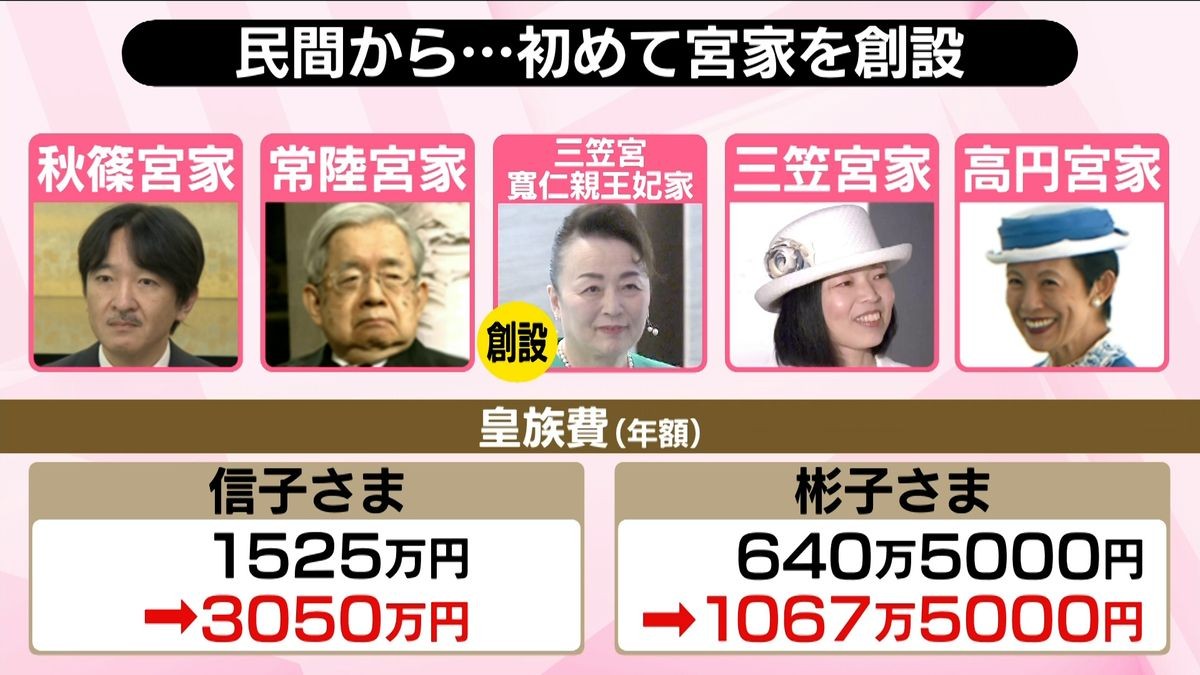 民間から…初めて宮家を創設
秋篠宮家
常陸宮家
三笠宮
寬仁親王妃家
三笠宮家
高円宮家
創設
皇族費(年額)
信子さま
1525万円
➡3050万円
彬子さま
640万5000円
➡1067万5000円